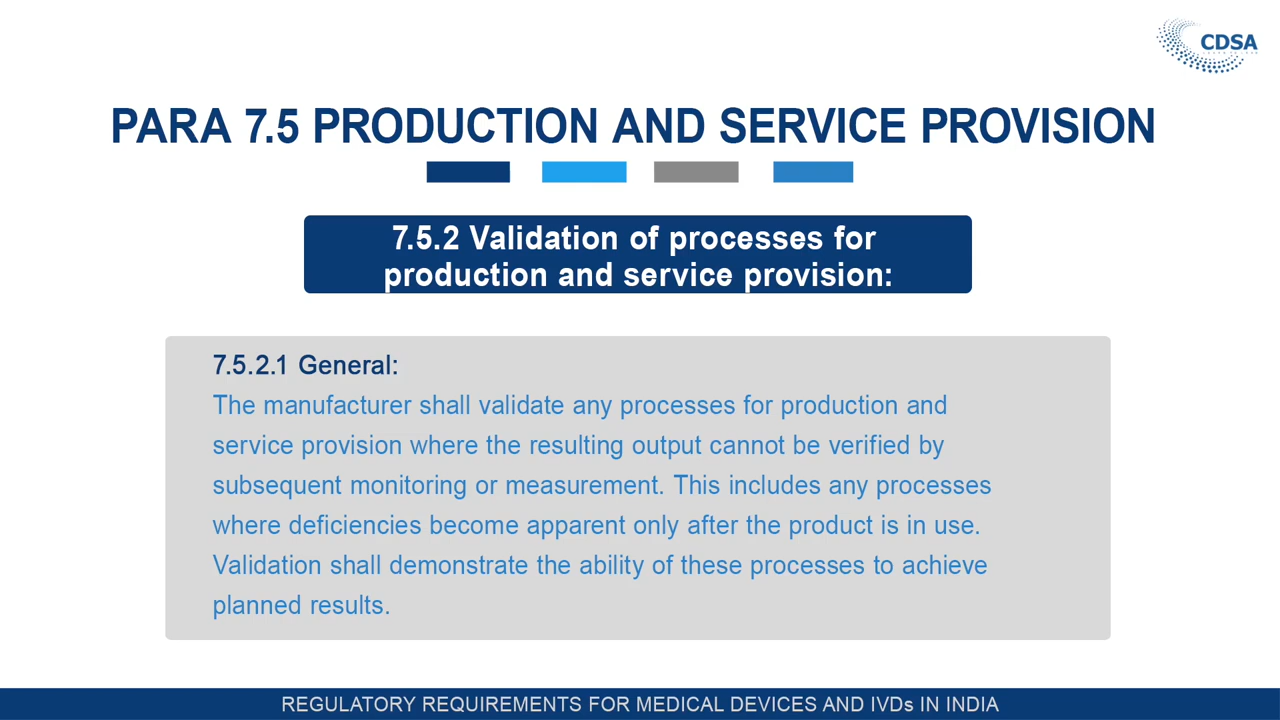 CDSA
PARA 7.5 PRODUCTION AND SERVICE PROVISION
7.5.2 Validation of processes for
production and service provision:
7.5.2.1 General:
The manufacturer shall validate any processes for production and
service provision where the resulting output cannot be verified by
subsequent monitoring or measurement. This includes any processes
where deficiencies become apparent only after the product is in use.
Validation shall demonstrate the ability of these processes to achieve
planned results.
REGULATORY REQUIREMENTS FOR MEDICAL DEVICES AND IVDs IN INDIA